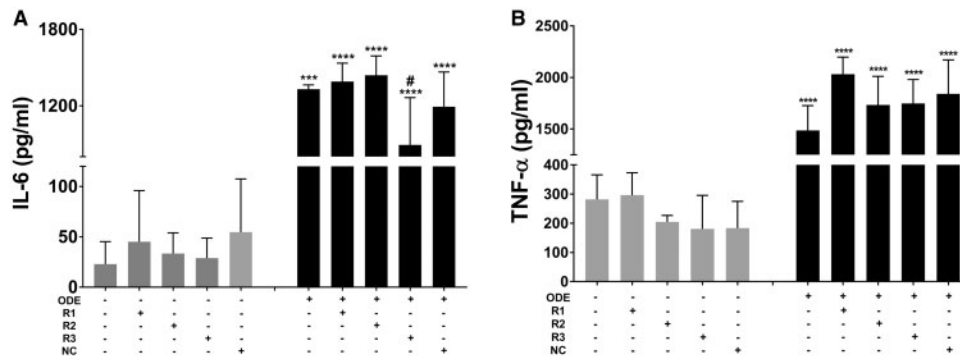 A
IL-6 (pg/ml)
1800
1300
100
50
0
*** **** **** # **** ****
ODE - - - - - + + + + +
R1 - + - - - - + - - -
R2 - - + - - - - + - -
R3 - - - + - - - - + -
NC - - - - + - - - - +
B
TNF-α (pg/ml)
2500
2000
1500
400
300
200
100
0
**** **** **** **** ****
ODE - - - - - + + + + +
R1 - + - - - - + - - -
R2 - - + - - - - + - -
R3 - - - + - - - - + -
NC - - - - + - - - - +